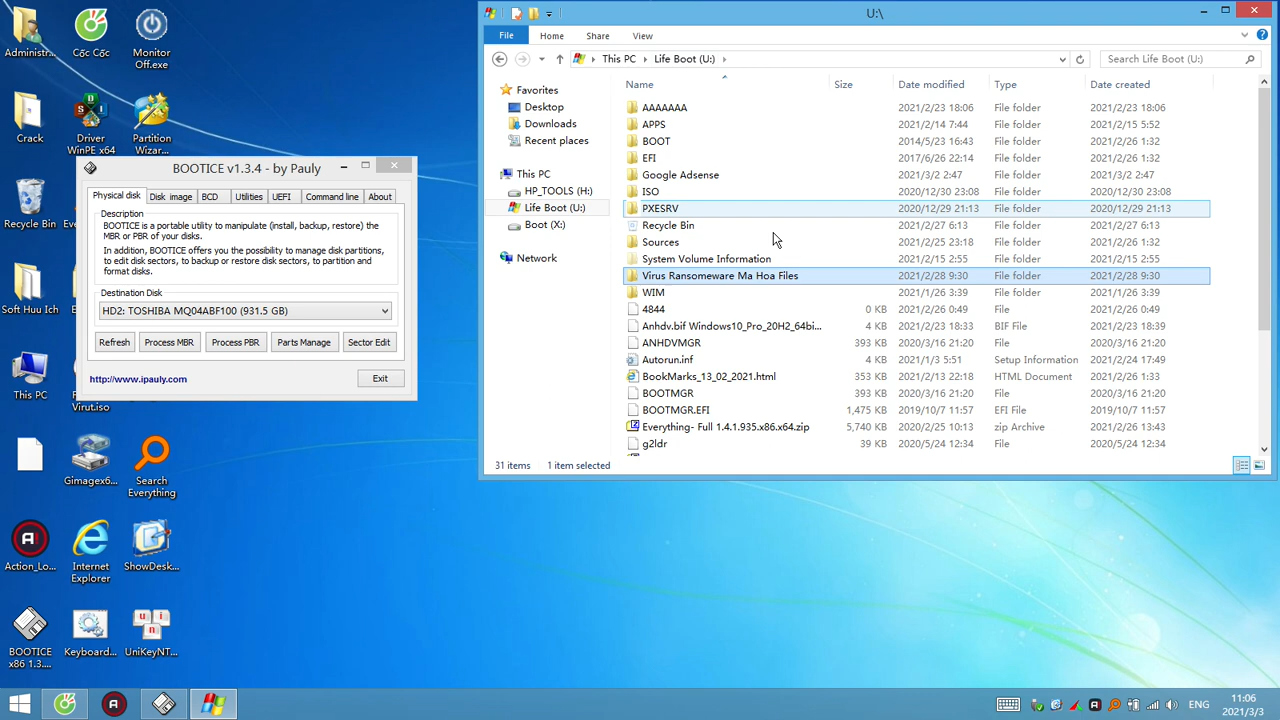 Administr...
Cốc Cốc
Monitor
Off.exe
Crack
Driver
WinPE x64
Partition
Wizar...
Recycle Bin
Soft Huu Ich
This PC
Virut.iso
Gimagex6...
Search
Everything
Action_Lo...
Internet
Explorer
ShowDesk...
BOOTICE
x86 1.3....
Keyboard...
UniKeyNT...
BOOTICE v1.3.4 - by Pauly
Physical disk
Disk image
BCD
Utilities
UEFI
Command line
About
Description
BOOTICE is a portable utility to manipulate (install, backup, restore) the
MBR or PBR of your disks.
In addition, BOOTICE offers you the possibility to manage disk partitions,
to edit disk sectors, to backup or restore disk sectors, to partition and
format disks.
Destination Disk
HD2: TOSHIBA MQ04ABF100 (931.5 GB)
Refresh
Process MBR
Process PBR
Parts Manage
Sector Edit
http://www.ipauly.com
Exit
U:\
File Home Share View
This PC Life Boot (U:)
Search Life Boot (U:)
Favorites
Desktop
Downloads
Recent places
This PC
HP_TOOLS (H:)
Life Boot (U:)
Boot (X:)
Network
Name Size Date modified Type Date created
AAAAAAA 2021/2/23 18:06 File folder 2021/2/23 18:06
APPS 2021/2/14 7:44 File folder 2021/2/15 5:52
BOOT 2014/5/23 16:43 File folder 2021/2/26 1:32
EFI 2017/6/26 22:14 File folder 2021/2/26 1:32
Google Adsense 2021/3/2 2:47 File folder 2021/3/2 2:47
ISO 2020/12/30 23:08 File folder 2020/12/30 23:08
PXESRV 2020/12/29 21:13 File folder 2020/12/29 21:13
Recycle Bin 2021/2/27 6:13 File folder 2021/2/27 6:13
Sources 2021/2/25 23:18 File folder 2021/2/26 1:32
System Volume Information 2021/2/15 2:55 File folder 2021/2/15 2:55
Virus Ransomeware Ma Hoa Files 2021/2/28 9:30 File folder 2021/2/28 9:30
WIM 2021/1/26 3:39 File folder 2021/1/26 3:39
4844 0 KB 2021/2/26 0:49 File 2021/2/26 0:49
Anhdv.bif Windows10_Pro_20H2_64bi... 4 KB 2021/2/23 18:33 BIF File 2021/2/23 18:39
ANHDVMGR 393 KB 2020/3/16 21:20 File 2020/3/16 21:20
Autorun.inf 4 KB 2021/1/3 5:51 Setup Information 2021/2/24 17:49
BookMarks_13_02_2021.html 353 KB 2021/2/13 22:18 HTML Document 2021/2/26 1:33
BOOTMGR 393 KB 2020/3/16 21:20 File 2020/3/16 21:20
BOOTMGR.EFI 1,475 KB 2019/10/7 11:57 EFI File 2019/10/7 11:57
Everything- Full 1.4.1.935.x86.x64.zip 5,740 KB 2020/2/25 10:13 zip Archive 2021/2/26 13:43
g2ldr 39 KB 2020/5/24 12:34 File 2020/5/24 12:34
31 items 1 item selected
ENG
11:06
2021/3/3